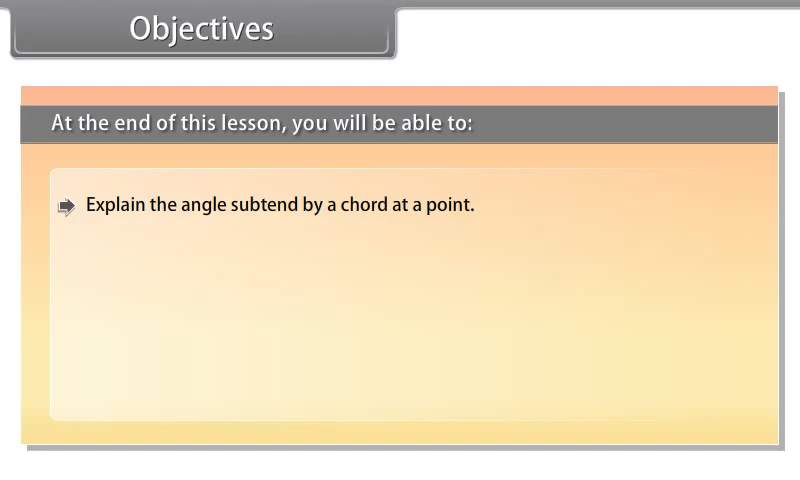 Objectives
At the end of this lesson, you will be able to:
Explain the angle subtend by a chord at a point.